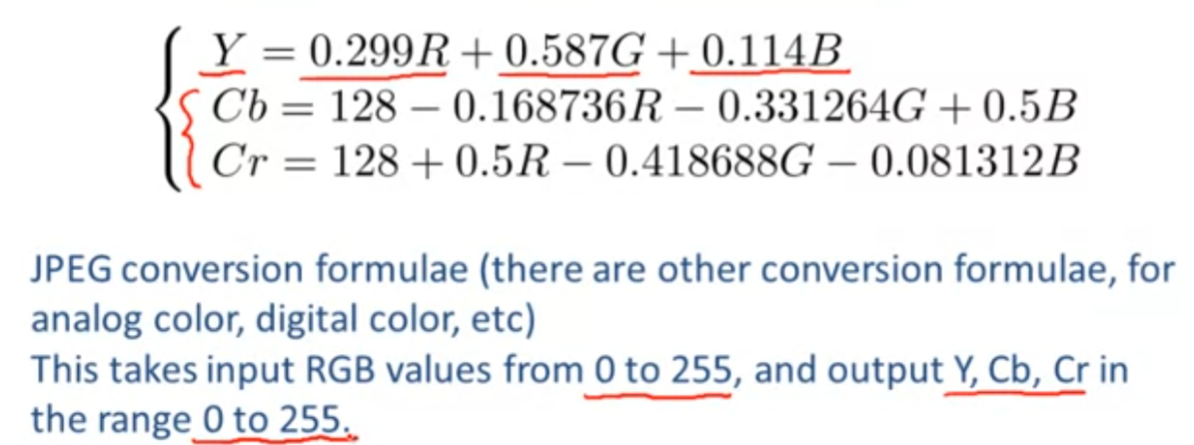 Y = 0.299R + 0.587G + 0.114B
Cb = 128 − 0.168736R − 0.331264G + 0.5B
Cr = 128 + 0.5R − 0.418688G − 0.081312B
JPEG conversion formulae (there are other conversion formulae, for
analog color, digital color, etc)
This takes input RGB values from 0 to 255, and output Y, Cb, Cr in
the range 0 to 255.